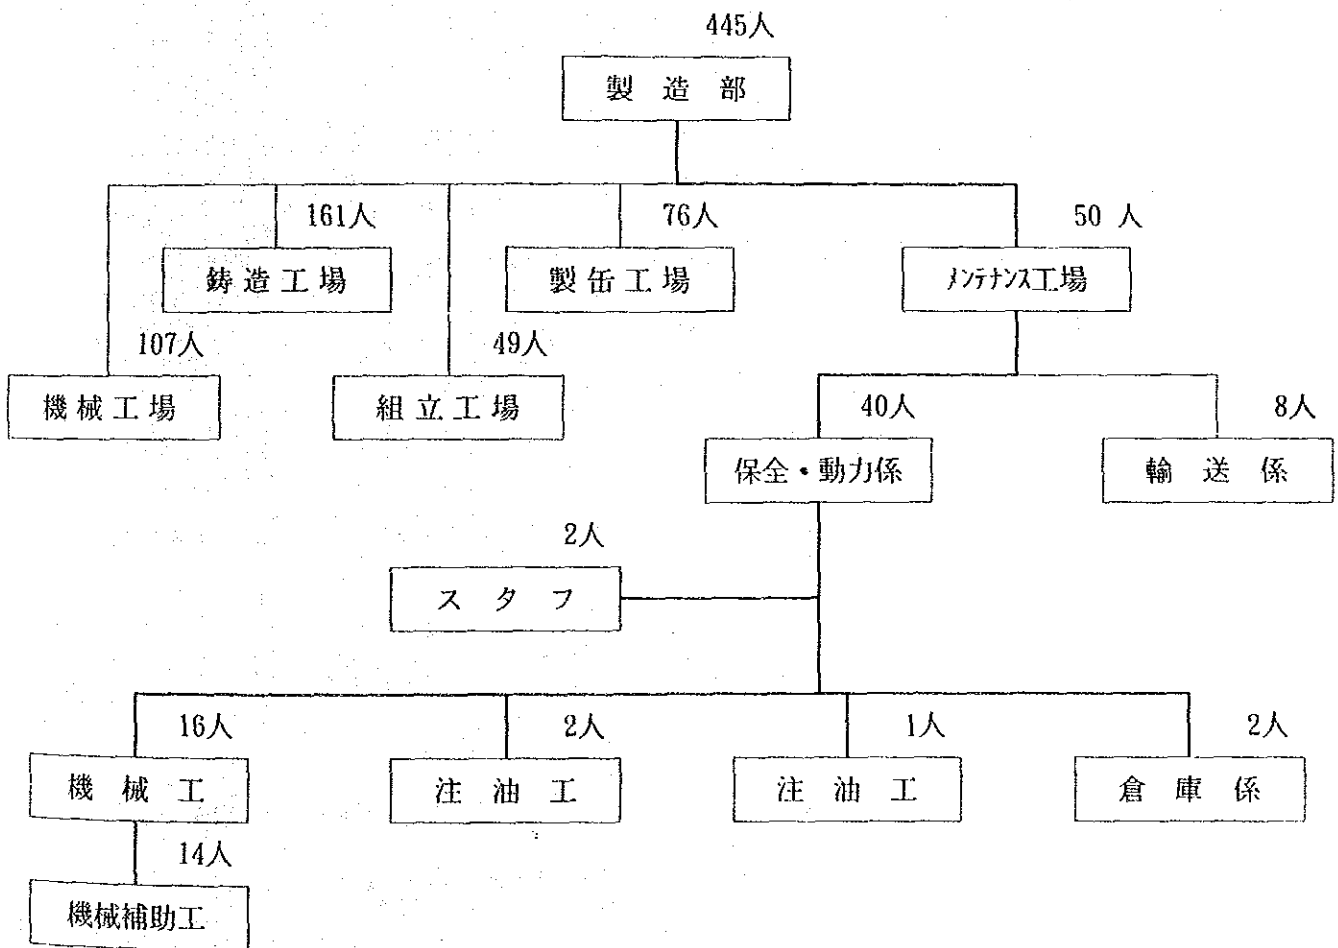 445人
製造部
161人
76人
50 人
鋳造工場
製缶工場
メンテナンス工場
107人
49人
機械工場
組立工場
40人
8人
保全・動力係
輸送係
2人
スタフ
16人
2人
1人
2人
機械工
注油工
注油工
倉庫係
14人
機械補助工